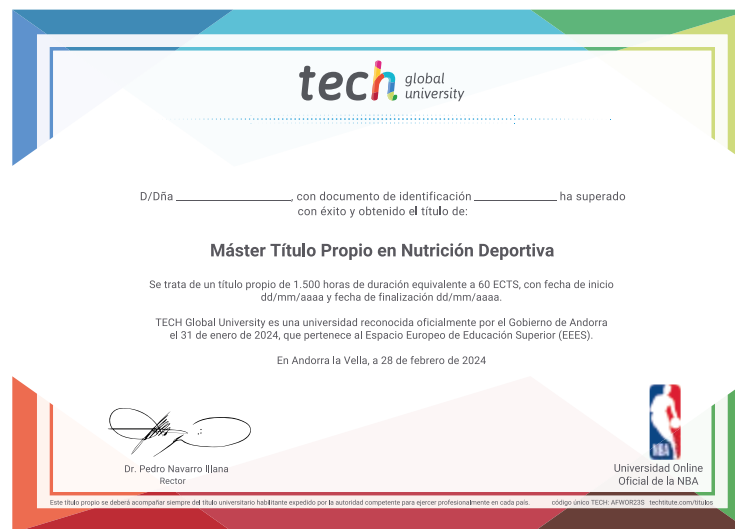 tech global university
D/Dña ____________________, con documento de identificación ______________ ha superado
con éxito y obtenido el título de:
Máster Título Propio en Nutrición Deportiva
Se trata de un título propio de 1.500 horas de duración equivalente a 60 ECTS, con fecha de inicio
dd/mm/aaaa y fecha de finalización dd/mm/aaaa.
TECH Global University es una universidad reconocida oficialmente por el Gobierno de Andorra
el 31 de enero de 2024, que pertenece al Espacio Europeo de Educación Superior (EEES).
En Andorra la Vella, a 28 de febrero de 2024
Dr. Pedro Navarro Illana
Rector
NBA
Universidad Online
Oficial de la NBA
Este título propio se deberá acompañar siempre del título universitario habilitante expedido por la autoridad competente para ejercer profesionalmente en cada país. código único TECH: AFWOR23S techtitute.com/titulos